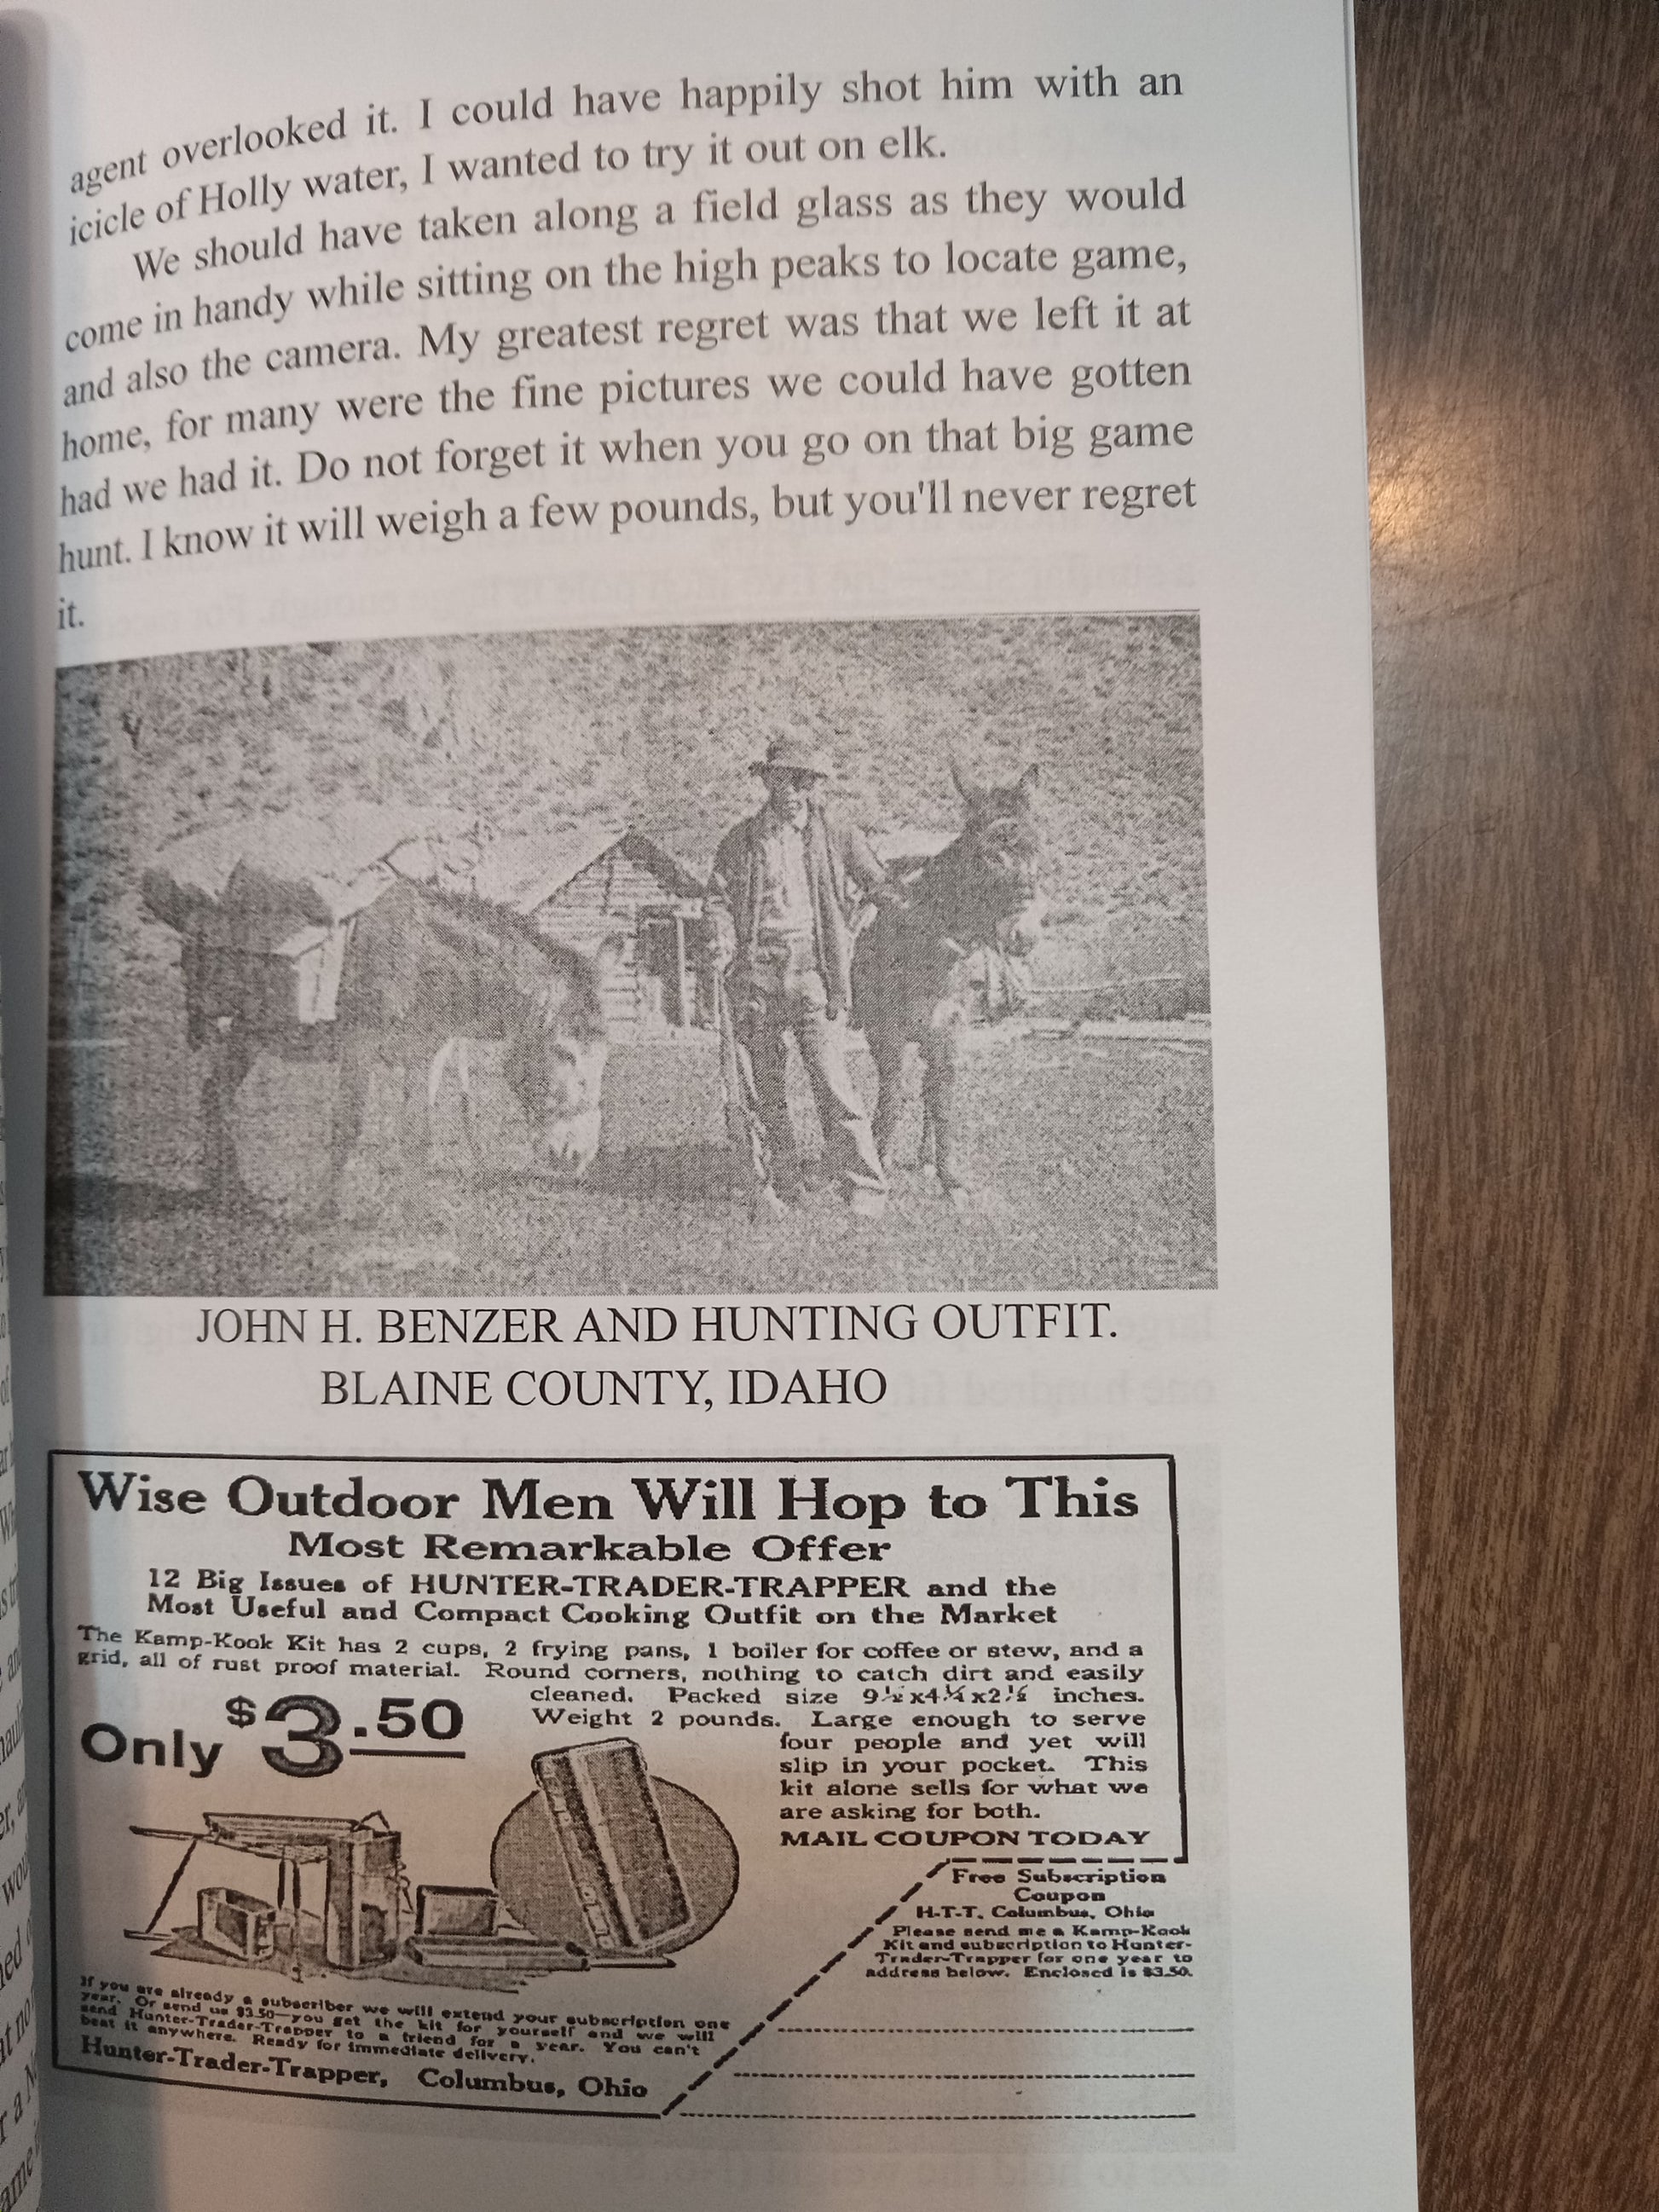 agent overlooked it. I could have happily shot him with an
icicle of Holly water, I wanted to try it out on elk.
We should have taken along a field glass as they would
come in handy while sitting on the high peaks to locate game,
and also the camera. My greatest regret was that we left it at
home, for many were the fine pictures we could have gotten
had we had it. Do not forget it when you go on that big game
hunt. I know it will weigh a few pounds, but you'll never regret
it.
JOHN H. BENZER AND HUNTING OUTFIT.
BLAINE COUNTY, IDAHO
Wise Outdoor Men Will Hop to This
Most Remarkable Offer
12 Big Issues of HUNTER-TRADER-TRAPPER and the
Most Useful and Compact Cooking Outfit on the Market
The Kamp-Kook Kit has 2 cups, 2 frying pans, 1 boiler for coffee or stew, and a
grid, all of rust proof material. Round corners, nothing to catch dirt and easily
cleaned. Packed size 9½x4¼x2½ inches.
Weight 2 pounds. Large enough to serve
four people and yet will
slip in your pocket. This
kit alone sells for what we
are asking for both.
MAIL COUPON TODAY
Only $3.50
Free Subscription
Coupon
H-T-T, Columbus, Ohio
Please send me a Kamp-Kook
Kit and subscription to Hunter-
Trader-Trapper for one year to
address below. Enclosed is $3.50.
If you are already a subscriber we will extend your subscription one
year. Or send us $3.50—you get the kit for yourself and we will
send Hunter-Trader-Trapper to a friend for a year. You can't
beat it anywhere. Ready for immediate delivery.
Hunter-Trader-Trapper, Columbus, Ohio